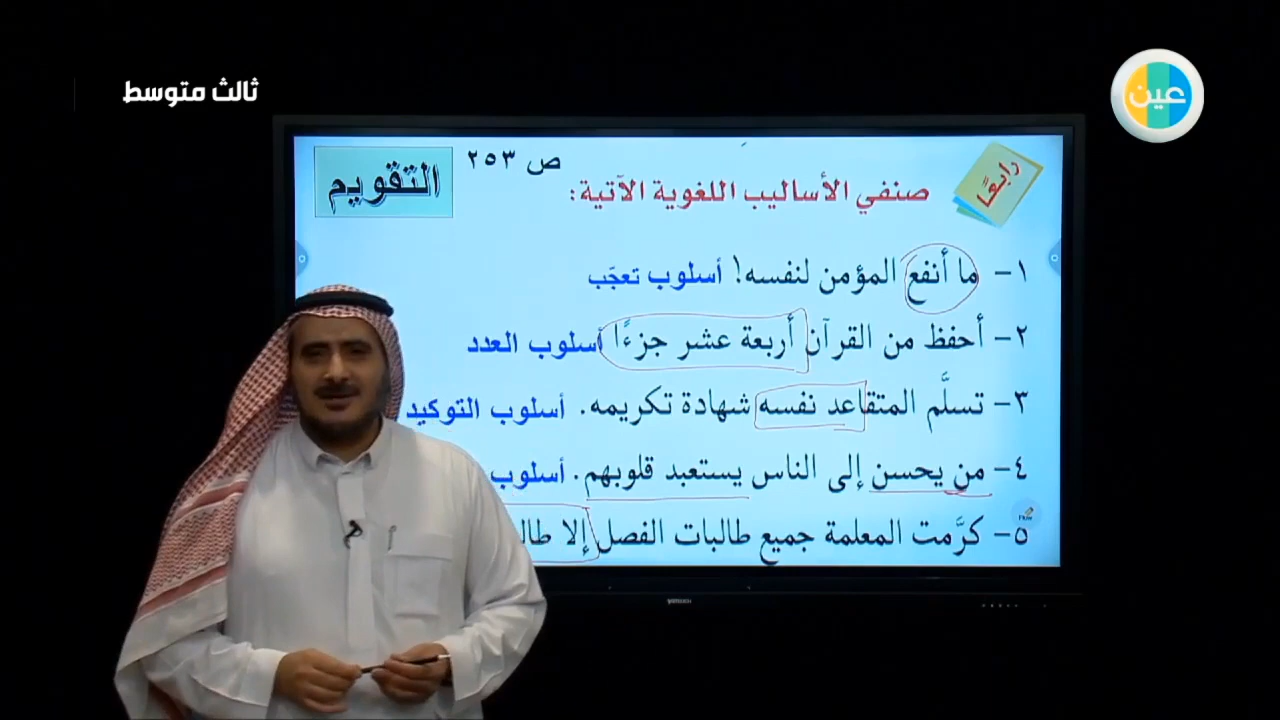 ثالث متوسط
عين
رابعًا
ص ٢٥٣
التقويم
صنفي الأساليب اللغوية الآتية:
١- ما أنفع المؤمن لنفسه! أسلوب تعجّب
٢- أحفظ من القرآن أربعة عشر جزءًا أسلوب العدد
٣- تسلَّم المتقاعد نفسه شهادة تكريمه. أسلوب التوكيد
٤- من يحسن إلى الناس يستعبد قلوبهم. أسلوب
٥- كرَّمت المعلمة جميع طالبات الفصل إلا